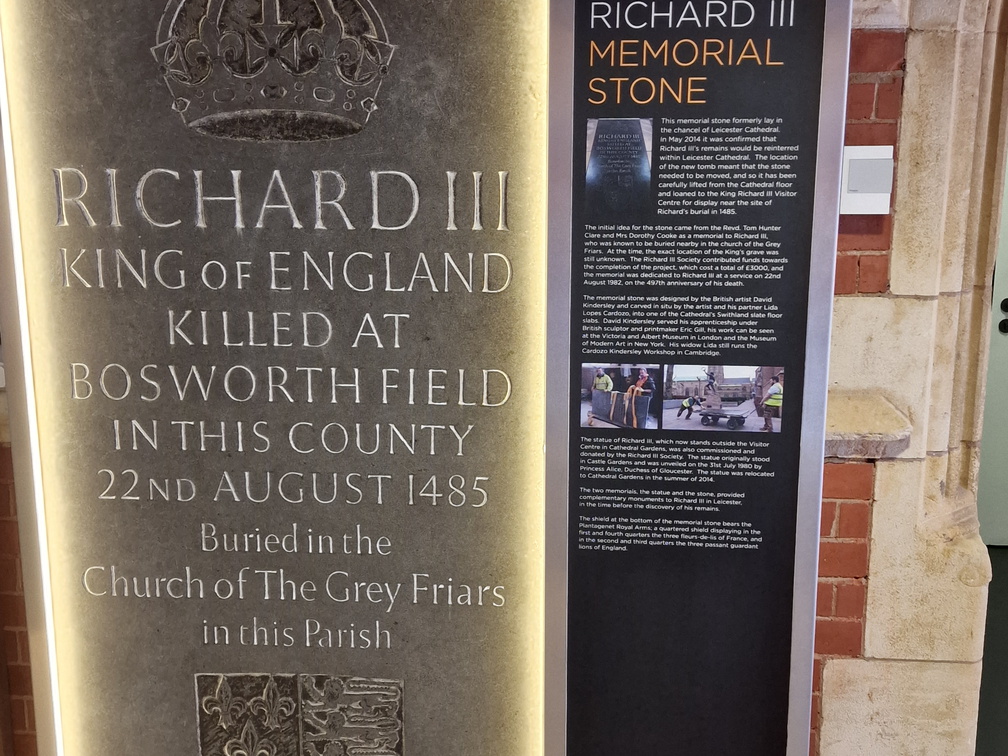 RICHARD III
KING OF ENGLAND
KILLED AT
BOSWORTH FIELD
IN THIS COUNTY
22ND AUGUST 1485
Buried in the
Church of The Grey Friars
in this Parish
RICHARD III
MEMORIAL
STONE
This memorial stone formerly lay in
the chancel of Leicester Cathedral.
In May 2014 it was confirmed that
Richard III's remains would be reinterred
within Leicester Cathedral. The location
of the new tomb meant that the stone
needed to be moved, and so it has been
carefully lifted from the Cathedral floor
and loaned to the King Richard III Visitor
Centre for display near the site of
Richard's burial in 1485.
The initial idea for the stone came from the Revd. Tom Hunter
Clare and Mrs Dorothy Cooke as a memorial to Richard III,
who was known to be buried nearby in the church of the Grey
Friars. At the time, the exact location of the King's grave was
still unknown. The Richard III Society contributed funds towards
the completion of the project, which cost a total of £3000, and
the memorial was dedicated to Richard III at a service on 22nd
August 1982, on the 497th anniversary of his death.
The memorial stone was designed by the British artist David
Kindersley and carved in situ by the artist and his partner Lida
Lopes Cardozo, into one of the Cathedral's Swithland slate floor
slabs. David Kindersley served his apprenticeship under
British sculptor and printmaker Eric Gill, his work can be seen
at the Victoria and Albert Museum in London and the Museum
of Modern Art in New York. His widow Lida still runs the
Cardozo Kindersley Workshop in Cambridge.
The statue of Richard III, which now stands outside the Visitor
Centre in Cathedral Gardens, was also commissioned and
donated by the Richard III Society. The statue originally stood
in Castle Gardens and was unveiled on the 31st July 1980 by
Princess Alice, Duchess of Gloucester. The statue was relocated
to Cathedral Gardens in the summer of 2014.
The two memorials, the statue and the stone, provided
complementary monuments to Richard III in Leicester,
in the time before the discovery of his remains.
The shield at the bottom of the memorial stone bears the
Plantagenet Royal Arms; a quartered shield displaying in the
first and fourth quarters the three fleurs-de-lis of France, and
in the second and third quarters the three passant guardant
lions of England.